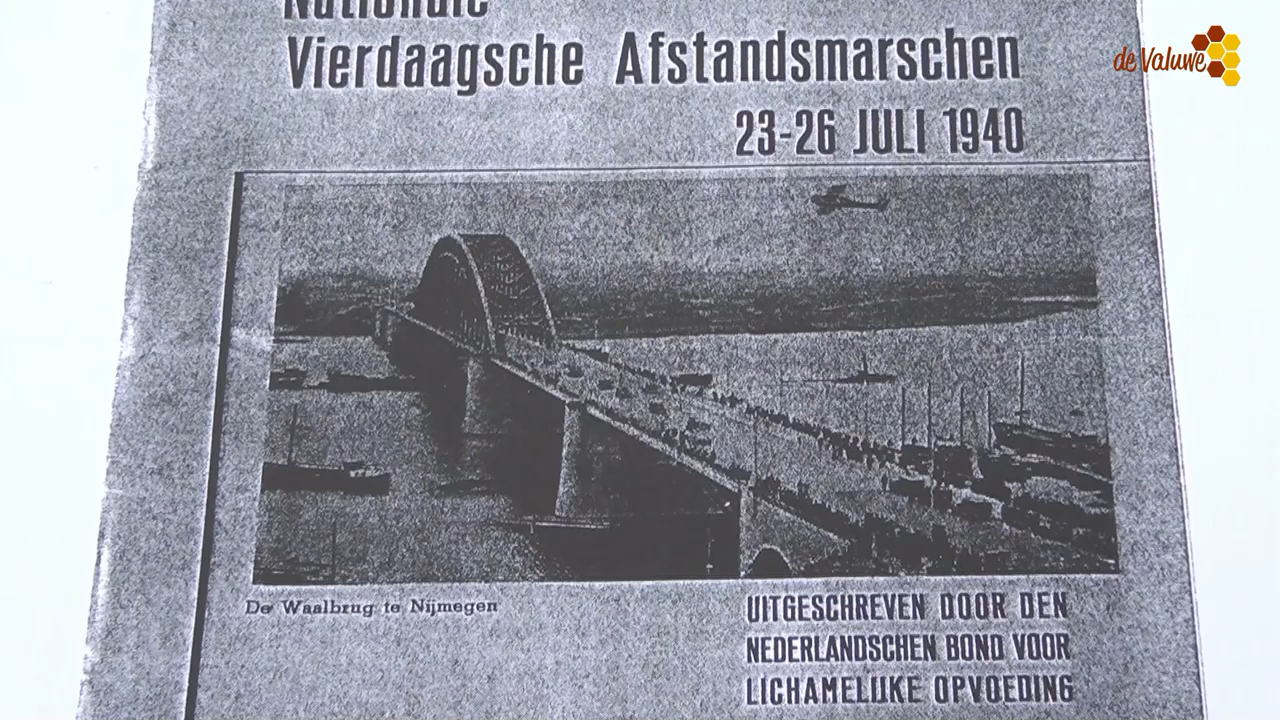 Nationale
Vierdaagsche Afstandsmarschen
23-26 JULI 1940
de Valuwe
De Waalbrug te Nijmegen
UITGESCHREVEN DOOR DEN
NEDERLANDSCHEN BOND VOOR
LICHAMELIJKE OPVOEDING